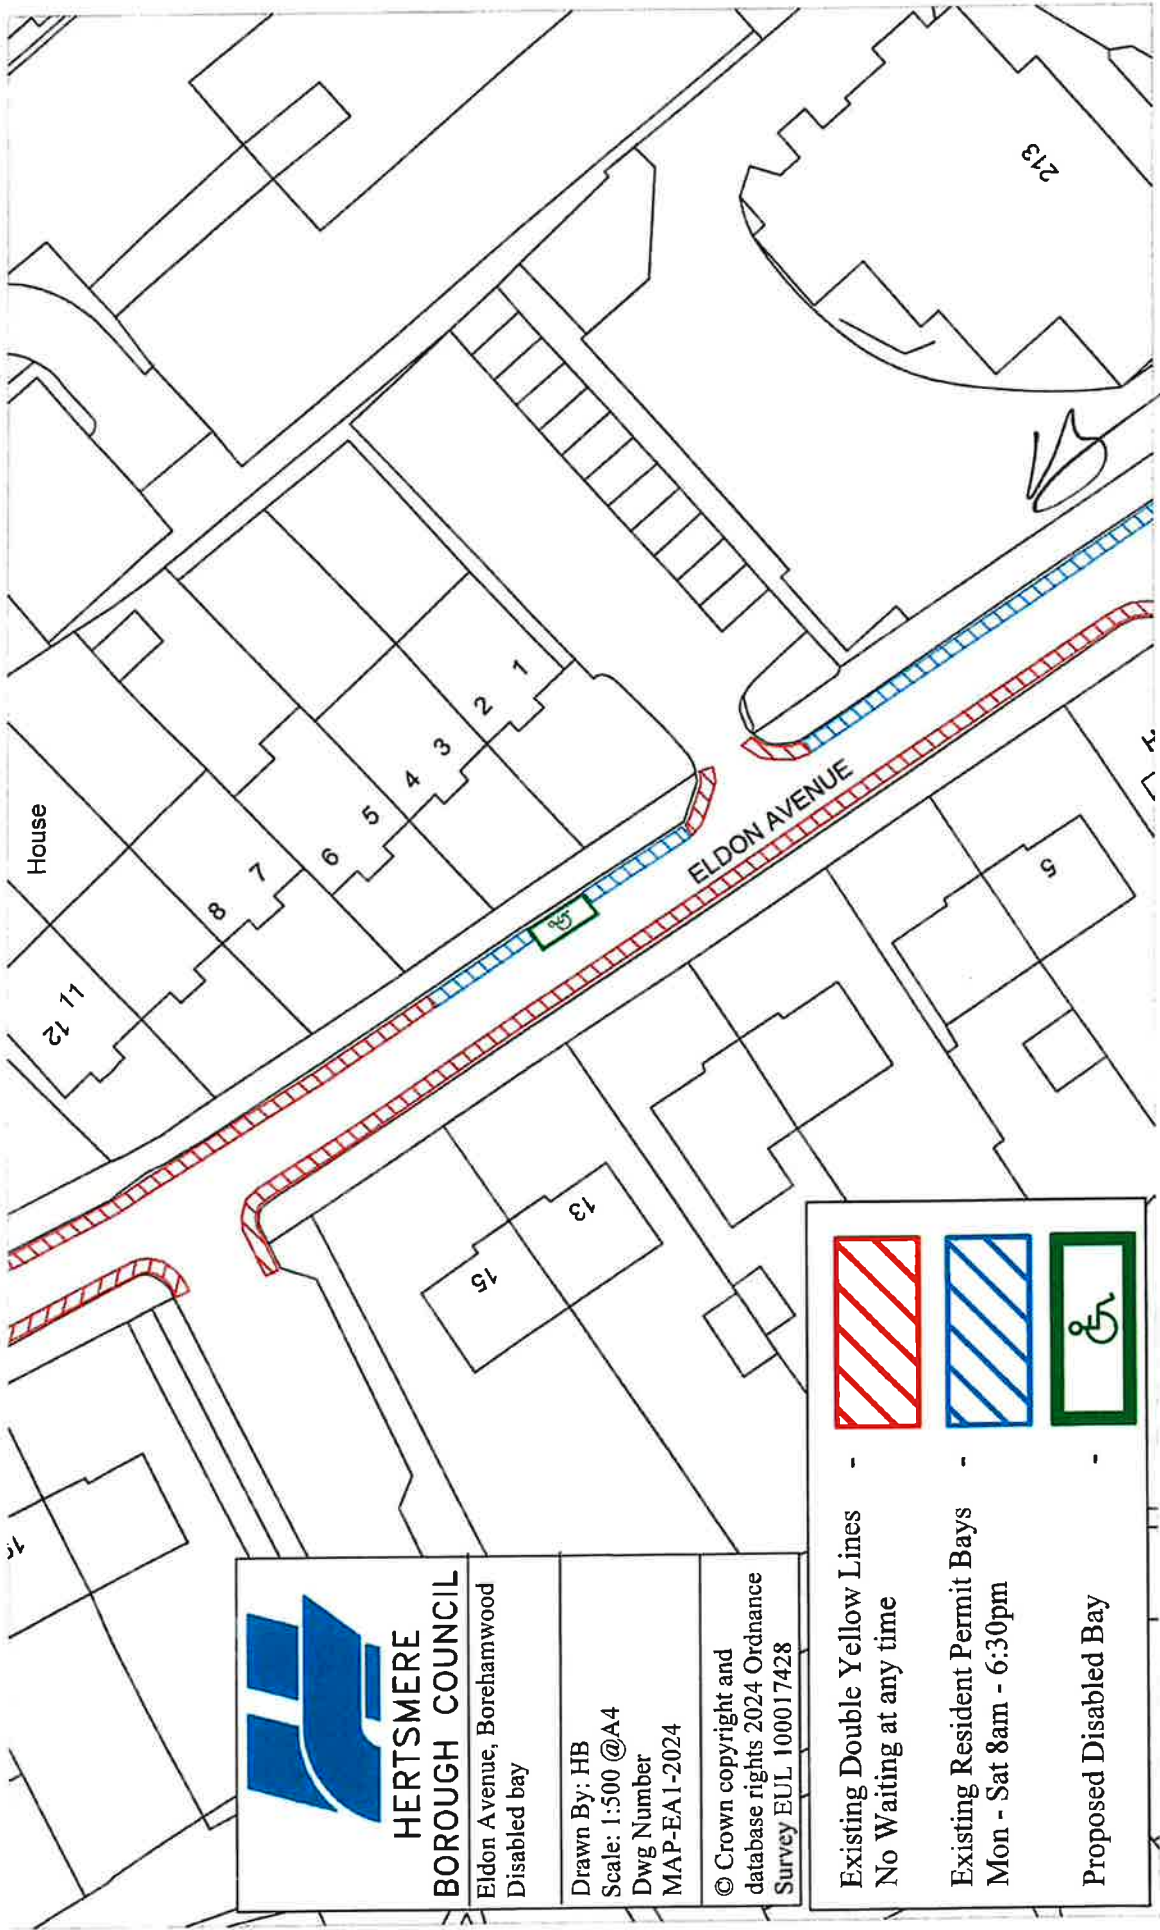 House
12
11
8
7
6
5
4
3
2
1
213
ELDON AVENUE
5
13
15
HERTSMERE
BOROUGH COUNCIL
Eldon Avenue, Borehamwood
Disabled bay
Drawn By: HB
Scale: 1:500 @A4
Dwg Number
MAP-EA1-2024
© Crown copyright and
database rights 2024 Ordnance
Survey EUL 100017428
Existing Double Yellow Lines -
No Waiting at any time
Existing Resident Permit Bays -
Mon - Sat 8am - 6:30pm
Proposed Disabled Bay -